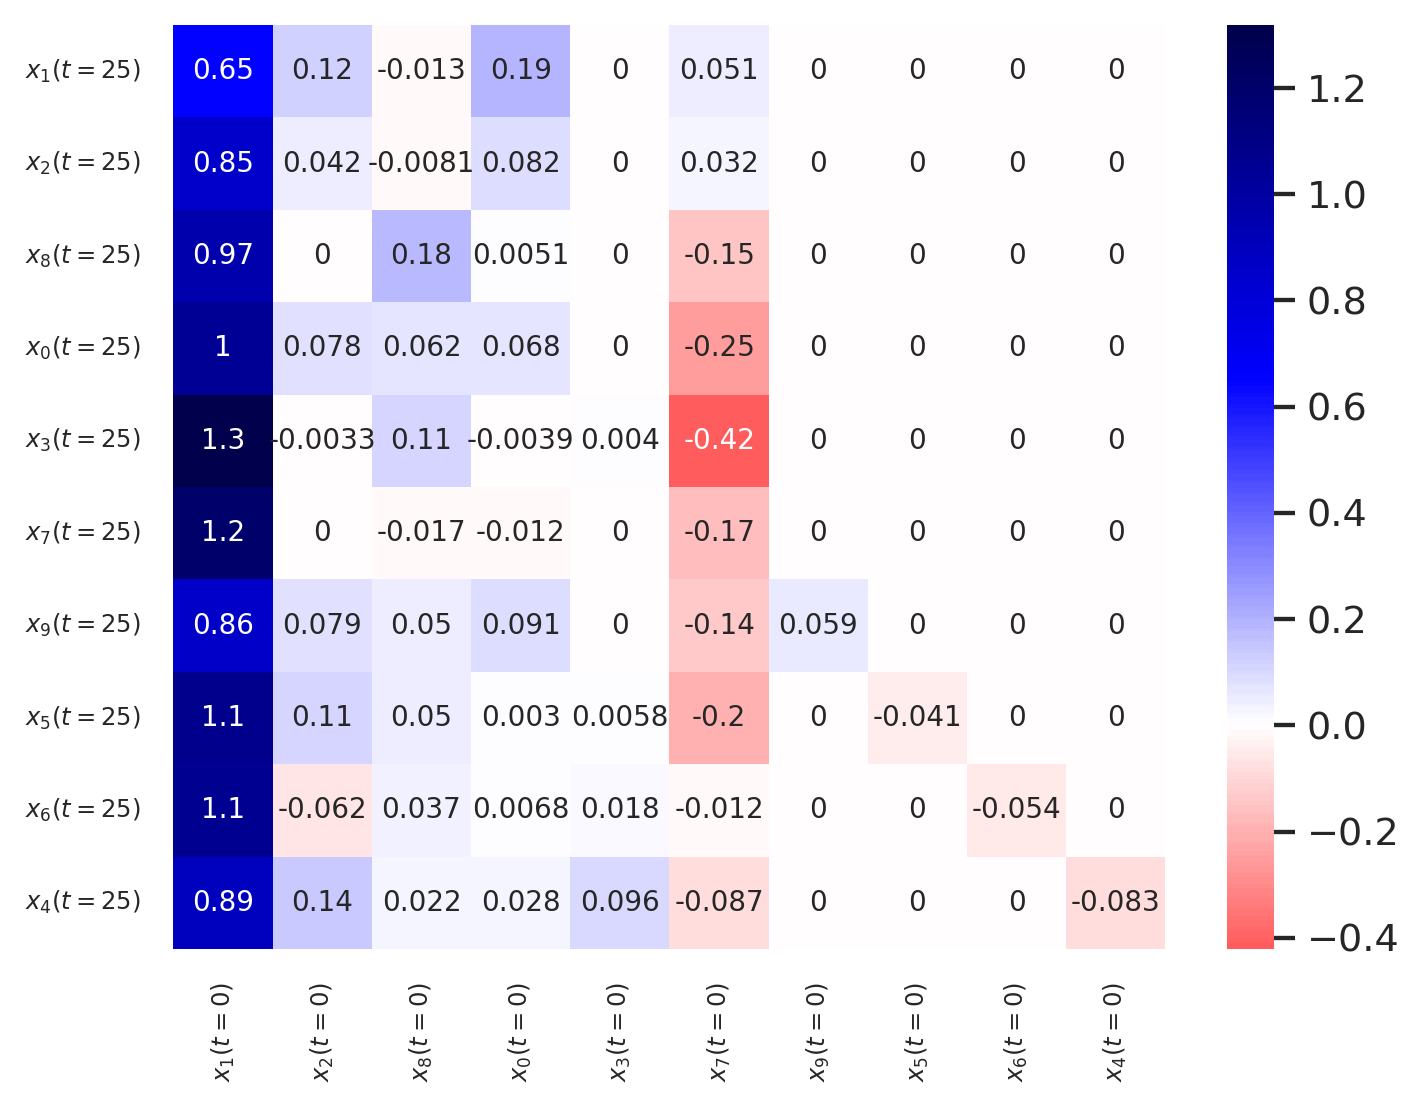 x₁(t = 25) 0.65 0.12 -0.013 0.19 0 0.051 0 0 0 0
x₂(t = 25) 0.85 0.042 -0.0081 0.082 0 0.032 0 0 0 0
x₈(t = 25) 0.97 0 0.18 0.0051 0 -0.15 0 0 0 0
x₀(t = 25) 1 0.078 0.062 0.068 0 -0.25 0 0 0 0
x₃(t = 25) 1.3 -0.0033 0.11 -0.0039 0.004 -0.42 0 0 0 0
x₇(t = 25) 1.2 0 -0.017 -0.012 0 -0.17 0 0 0 0
x₉(t = 25) 0.86 0.079 0.05 0.091 0 -0.14 0.059 0 0 0
x₅(t = 25) 1.1 0.11 0.05 0.003 0.0058 -0.2 0 -0.041 0 0
x₆(t = 25) 1.1 -0.062 0.037 0.0068 0.018 -0.012 0 0 -0.054 0
x₄(t = 25) 0.89 0.14 0.022 0.028 0.096 -0.087 0 0 0 -0.083
x₁(t = 0)
x₂(t = 0)
x₈(t = 0)
x₀(t = 0)
x₃(t = 0)
x₇(t = 0)
x₉(t = 0)
x₅(t = 0)
x₆(t = 0)
x₄(t = 0)
1.2
1.0
0.8
0.6
0.4
0.2
0.0
−0.2
−0.4